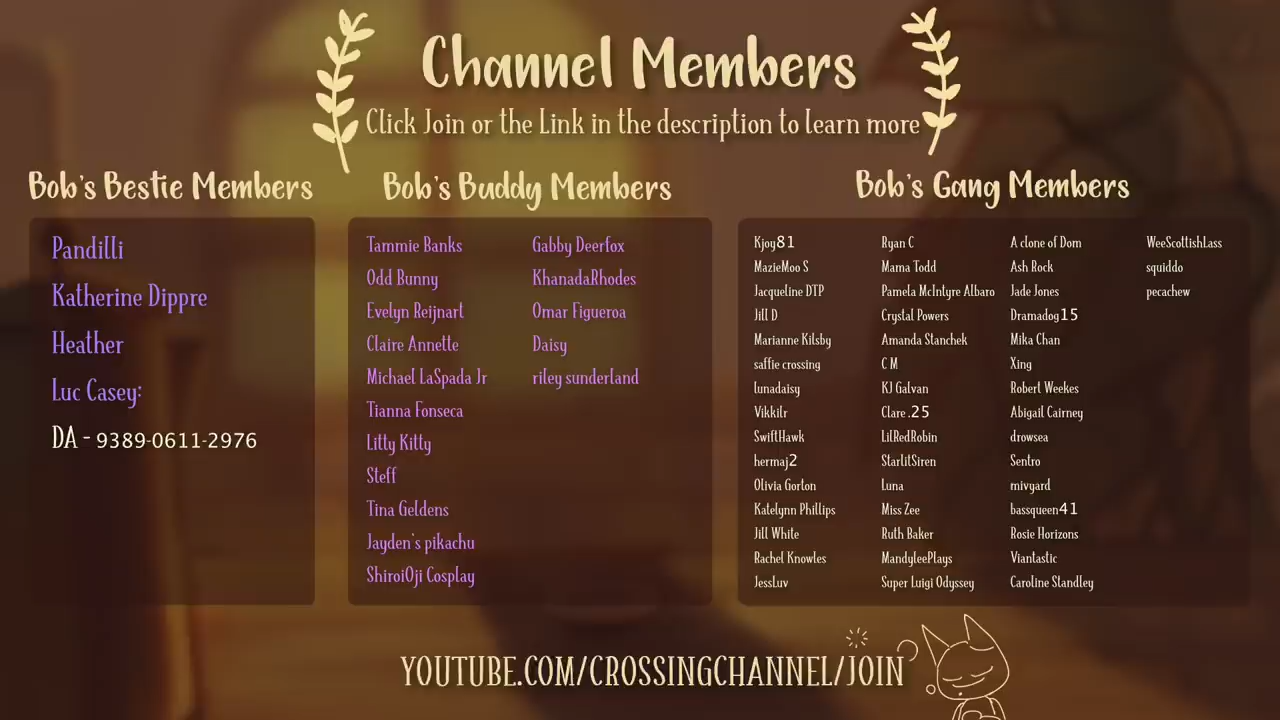 Channel Members
Click Join or the Link in the description to learn more
Bob's Bestie Members
Pandilli
Katherine Dippre
Heather
Luc Casey:
DA - 9389-0611-2976
Bob's Buddy Members
Tammie Banks
Odd Bunny
Evelyn Reijnart
Claire Annette
Michael LaSpada Jr
Tianna Fonseca
Litty Kitty
Steff
Tina Geldens
Jayden's pikachu
ShiroiOji Cosplay
Gabby Deerfox
KhanadaRhodes
Omar Figueroa
Daisy
riley sunderland
Bob's Gang Members
Kjoy81
MazieMoo S
Jacqueline DTP
Jill D
Marianne Kilsby
saffie crossing
lunadaisy
Vikkilr
SwiftHawk
hermaj2
Olivia Gorton
Katelynn Phillips
Jill White
Rachel Knowles
JessLuv
Ryan C
Mama Todd
Pamela McIntyre Albaro
Crystal Powers
Amanda Stanchek
C M
KJ Galvan
Clare .25
LilRedRobin
StarlitSiren
Luna
Miss Zee
Ruth Baker
MandyleePlays
Super Luigi Odyssey
A clone of Dom
Ash Rock
Jade Jones
Dramadog15
Mika Chan
Xing
Robert Weekes
Abigail Cairney
drowsea
Sentro
mivyard
bassqueen41
Rosie Horizons
Viantastic
Caroline Standley
WeeScottishLass
squiddo
pecachew
YOUTUBE.COM/CROSSINGCHANNEL/JOIN